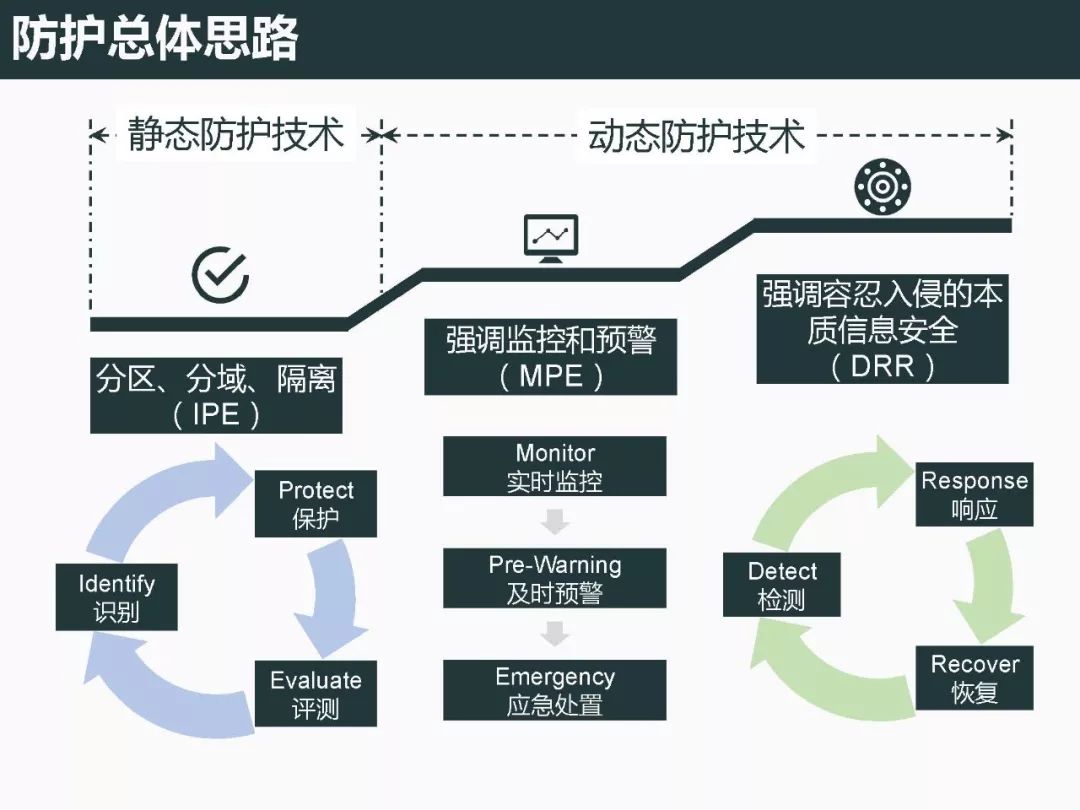 防护总体思路
静态防护技术
动态防护技术
分区、分域、隔离
（IPE）
强调监控和预警
（MPE）
强调容忍入侵的本
质信息安全
（DRR）
Identify
识别
Protect
保护
Evaluate
评测
Monitor
实时监控
Pre-Warning
及时预警
Emergency
应急处置
Detect
检测
Response
响应
Recover
恢复